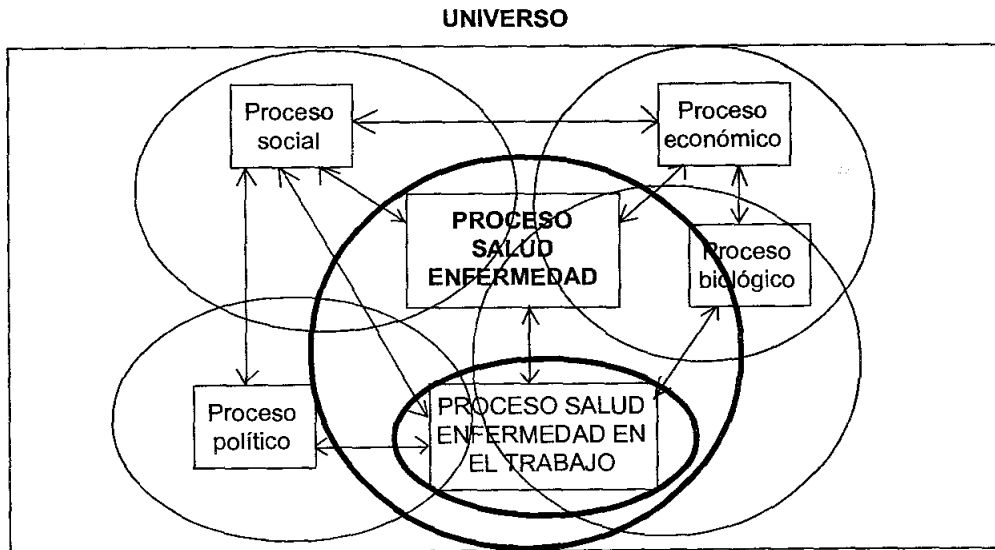 UNIVERSO
Proceso
social
Proceso
económico
PROCESO
SALUD
ENFERMEDAD
Proceso
biológico
Proceso
político
PROCESO SALUD
ENFERMEDAD EN
EL TRABAJO